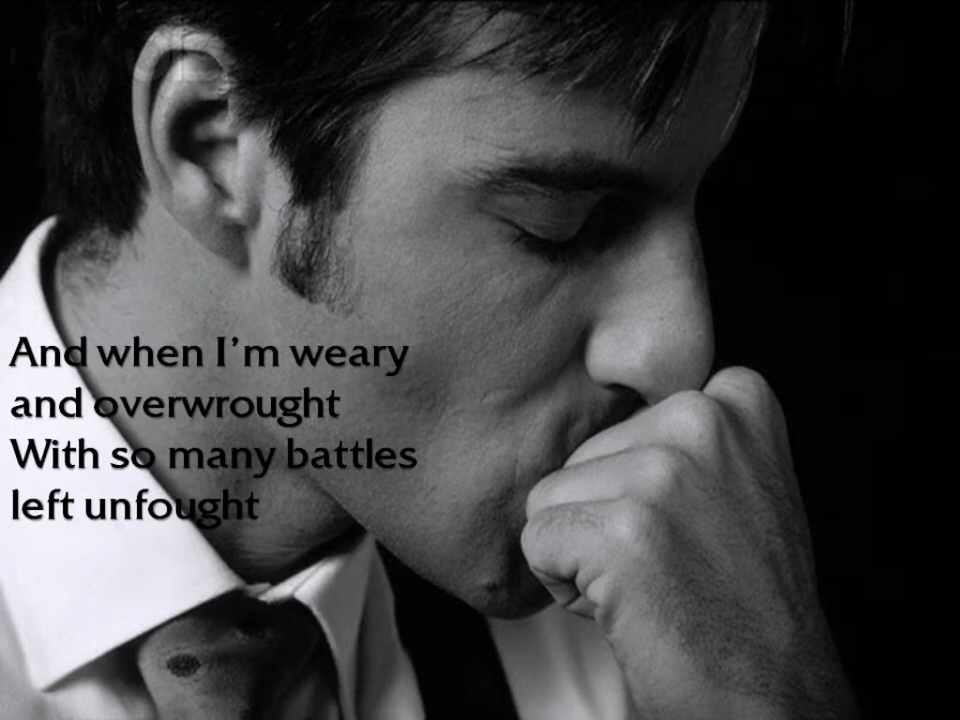 And when I'm weary
and overwrought
With so many battles
left unfought